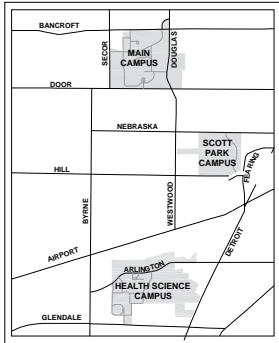 BANCROFT
SECOR
DOUGLAS
MAIN
CAMPUS
DOOR
NEBRASKA
SCOTT
PARK
CAMPUS
FEARING
HILL
BYRNE
WESTWOOD
AIRPORT
DETROIT
ARLINGTON
HEALTH SCIENCE
CAMPUS
GLENDALE